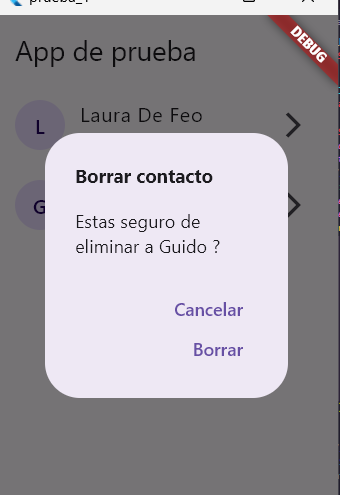 prueba_1
DEBUG
App de prueba
L
Laura De Feo
G
Borrar contacto
Estas seguro de
eliminar a Guido ?
Cancelar
Borrar